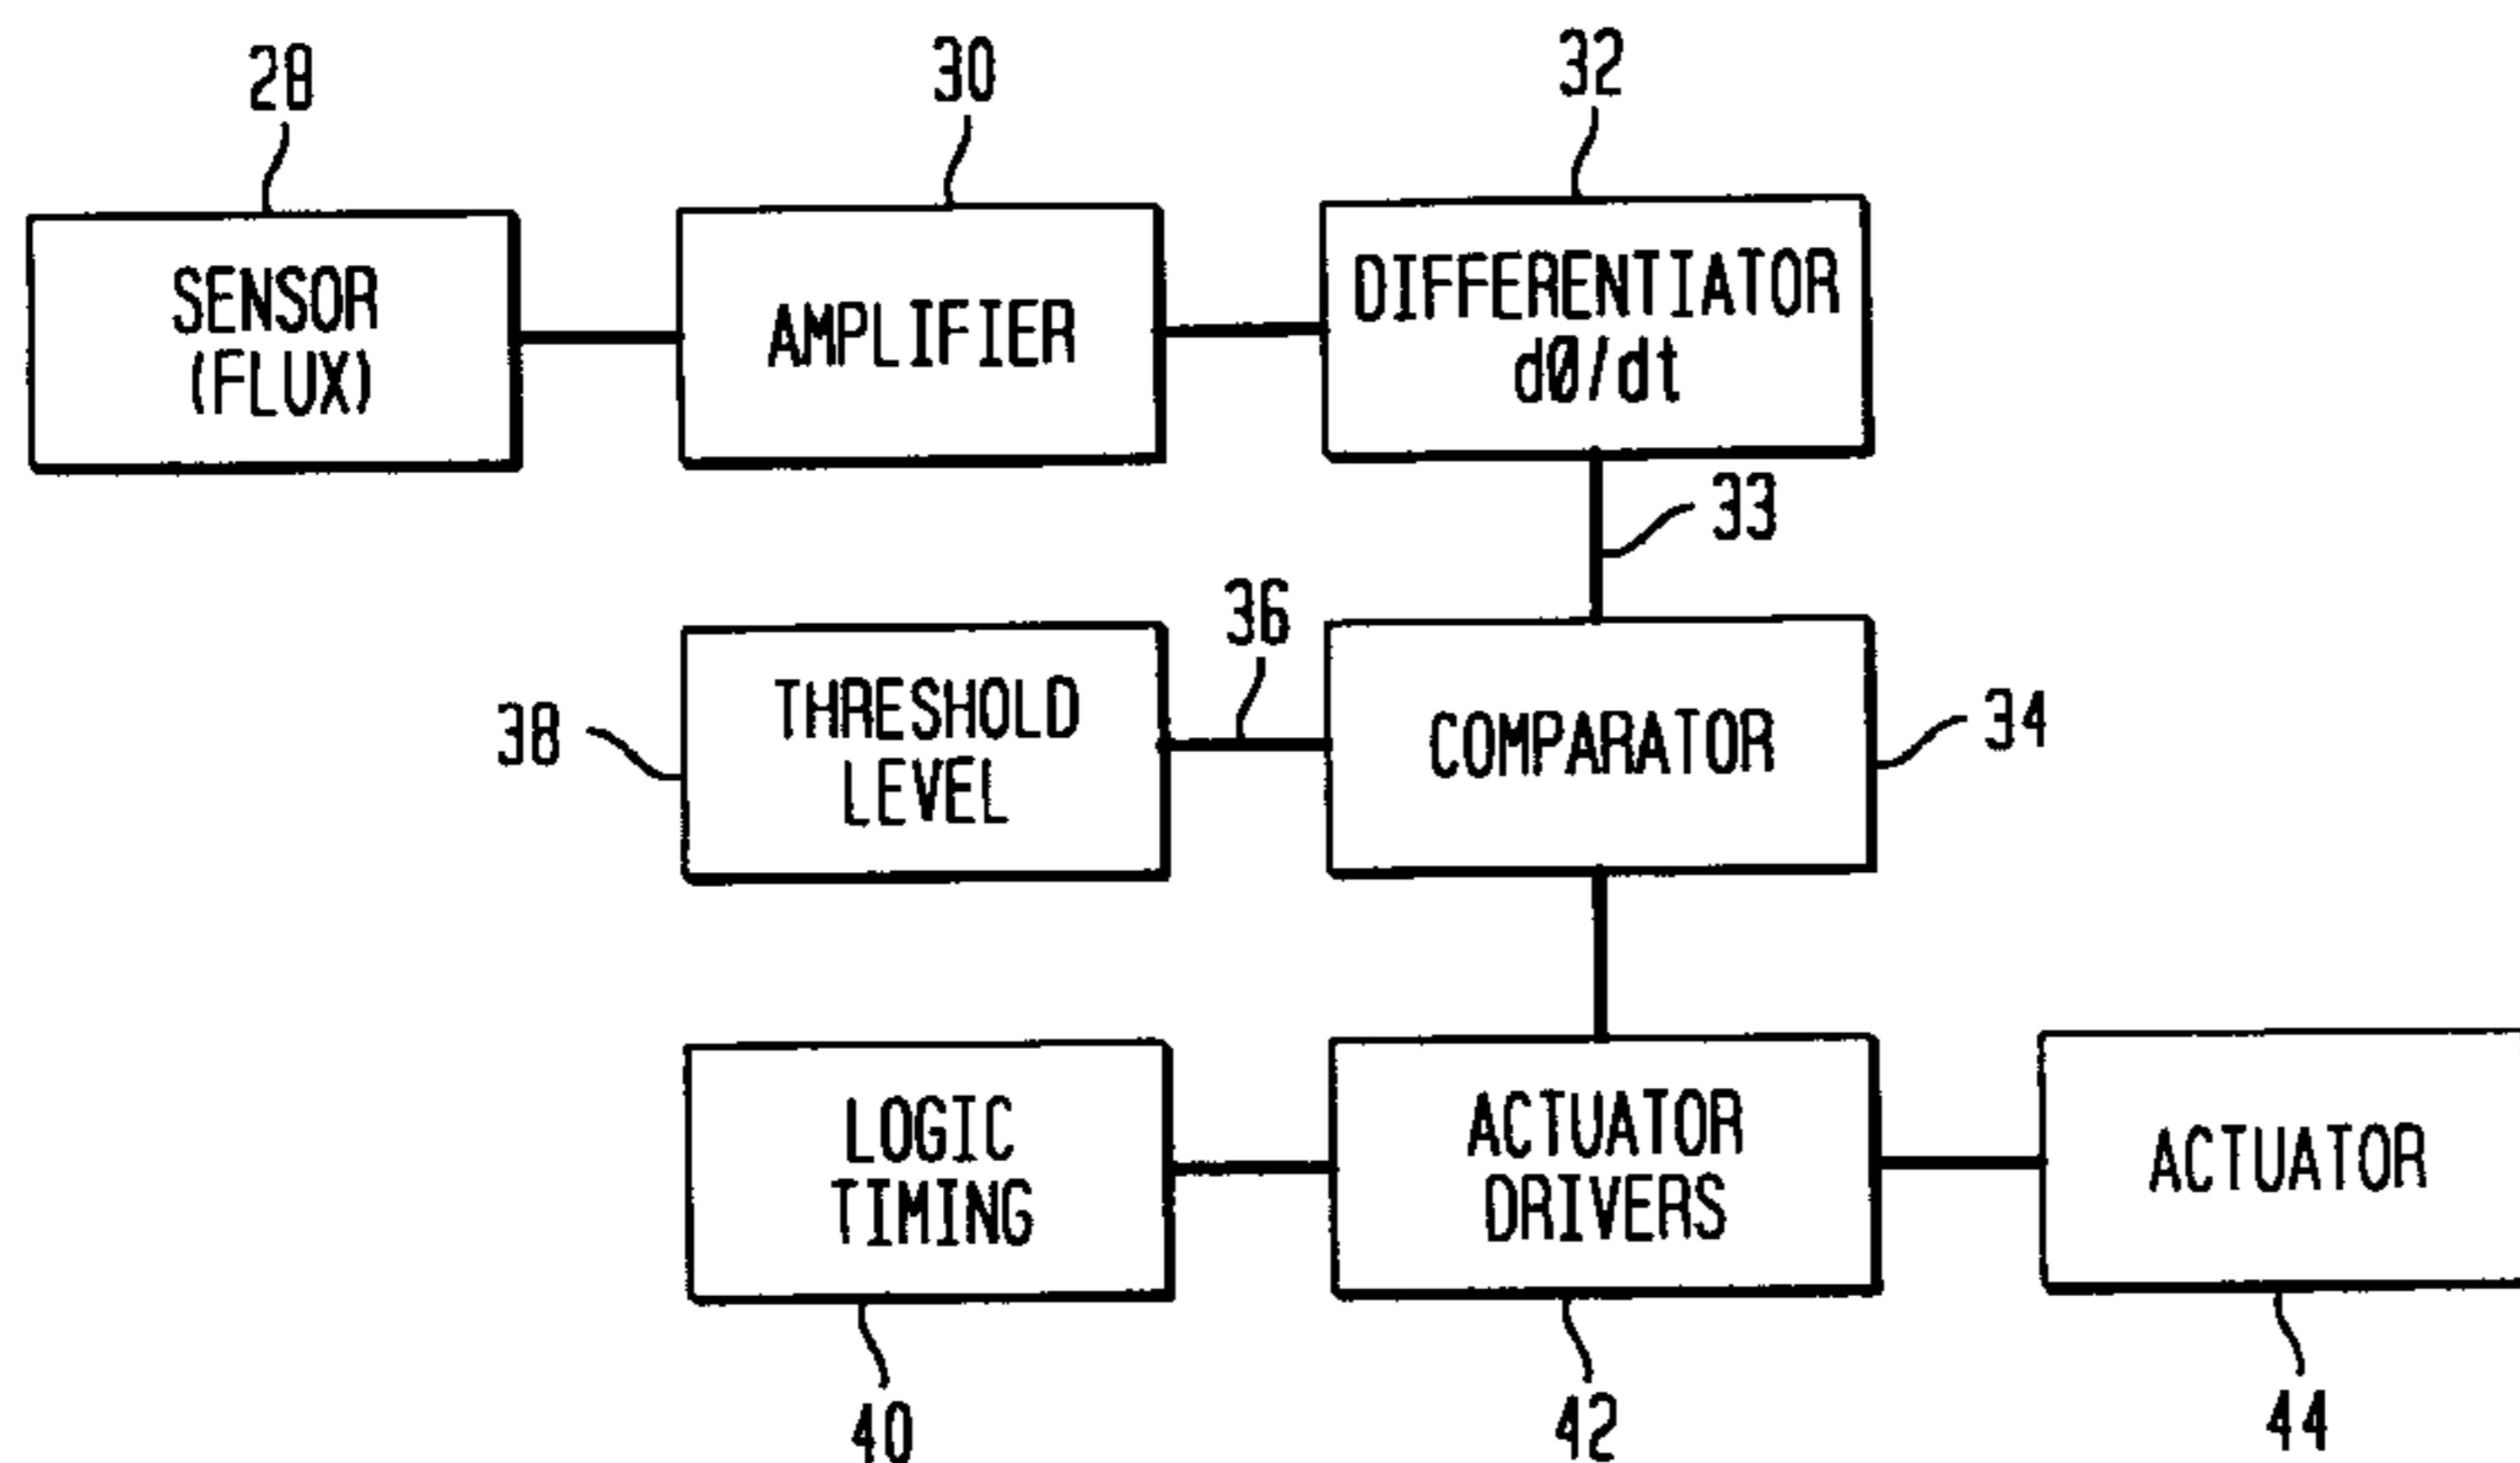 28
30
32
SENSOR
(FLUX)
AMPLIFIER
DIFFERENTIATOR
dØ/dt
33
36
38
THRESHOLD
LEVEL
COMPARATOR
34
LOGIC
TIMING
ACTUATOR
DRIVERS
ACTUATOR
40
42
44